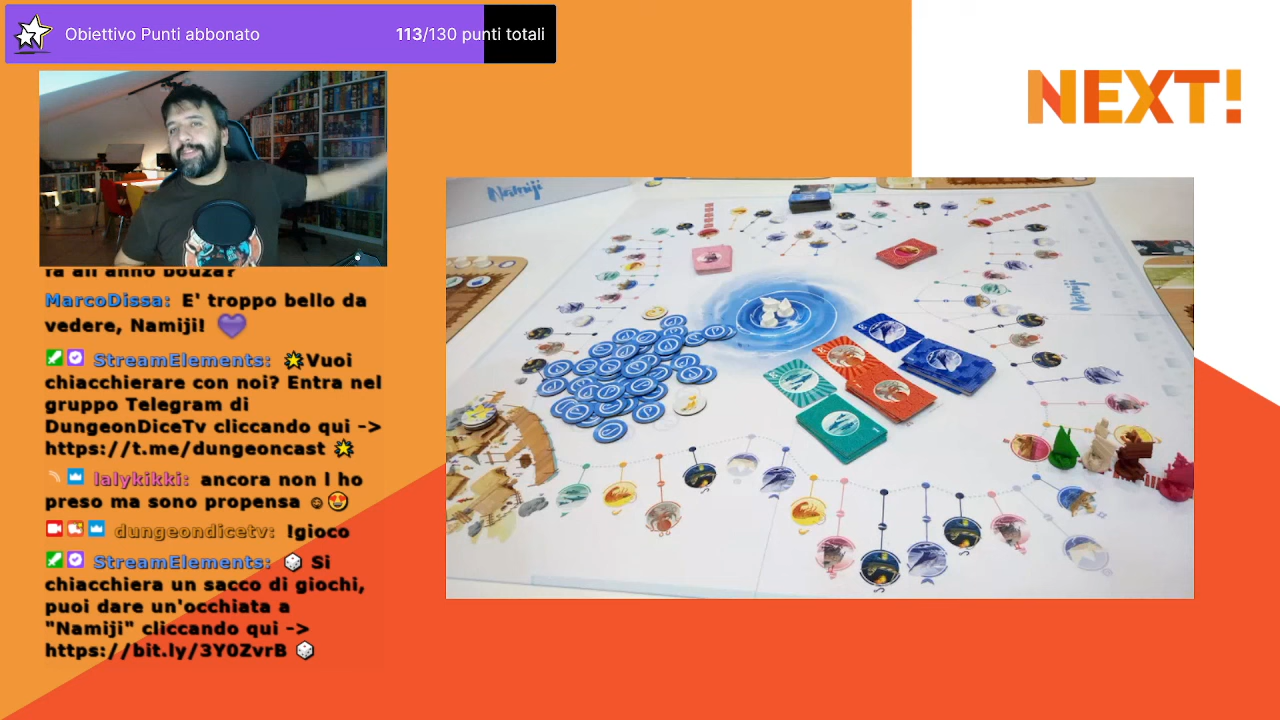 Obiettivo Punti abbonato
113/130 punti totali
NEXT!
Namiji
Namiji
MarcoDissa: E' troppo bello da
vedere, Namiji!
StreamElements: Vuoi
chiacchierare con noi? Entra nel
gruppo Telegram di
DungeonDiceTv cliccando qui ->
https://t.me/dungeoncast
lalykikki: ancora non l ho
preso ma sono propensa
dungeondicetv: !gioco
StreamElements: Si
chiacchiera un sacco di giochi,
puoi dare un'occhiata a
"Namiji" cliccando qui ->
https://bit.ly/3Y0ZvrB